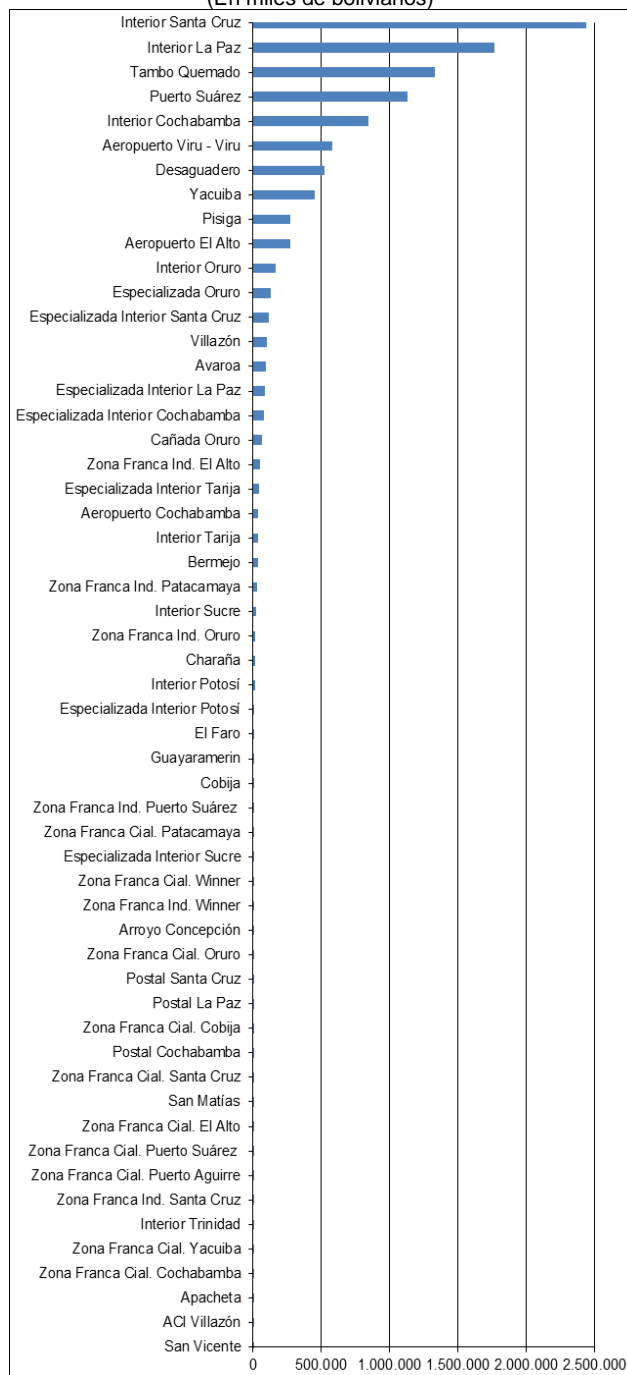 (En miles de bolivianos)
Interior Santa Cruz
Interior La Paz
Tambo Quemado
Puerto Suárez
Interior Cochabamba
Aeropuerto Viru - Viru
Desaguadero
Yacuiba
Pisiga
Aeropuerto El Alto
Interior Oruro
Especializada Oruro
Especializada Interior Santa Cruz
Villazón
Avaroa
Especializada Interior La Paz
Especializada Interior Cochabamba
Cañada Oruro
Zona Franca Ind. El Alto
Especializada Interior Tarija
Aeropuerto Cochabamba
Interior Tarija
Bermejo
Zona Franca Ind. Patacamaya
Interior Sucre
Zona Franca Ind. Oruro
Charaña
Interior Potosí
Especializada Interior Potosí
El Faro
Guayaramerin
Cobija
Zona Franca Ind. Puerto Suárez
Zona Franca Cial. Patacamaya
Especializada Interior Sucre
Zona Franca Cial. Winner
Zona Franca Ind. Winner
Arroyo Concepción
Zona Franca Cial. Oruro
Postal Santa Cruz
Postal La Paz
Zona Franca Cial. Cobija
Postal Cochabamba
Zona Franca Cial. Santa Cruz
San Matías
Zona Franca Cial. El Alto
Zona Franca Cial. Puerto Suárez
Zona Franca Cial. Puerto Aguirre
Zona Franca Ind. Santa Cruz
Interior Trinidad
Zona Franca Cial. Yacuiba
Zona Franca Cial. Cochabamba
Apacheta
ACI Villazón
San Vicente
0 500.000 1.000.000 1.500.000 2.000.000 2.500.000